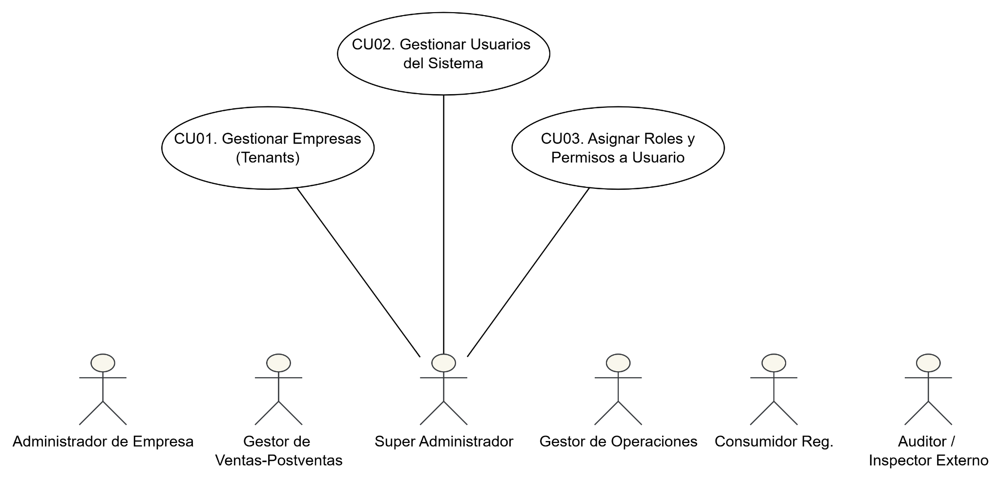 CU02. Gestionar Usuarios
del Sistema
CU01. Gestionar Empresas
(Tenants)
CU03. Asignar Roles y
Permisos a Usuario
Administrador de Empresa
Gestor de
Ventas-Postventas
Super Administrador
Gestor de Operaciones
Consumidor Reg.
Auditor /
Inspector Externo